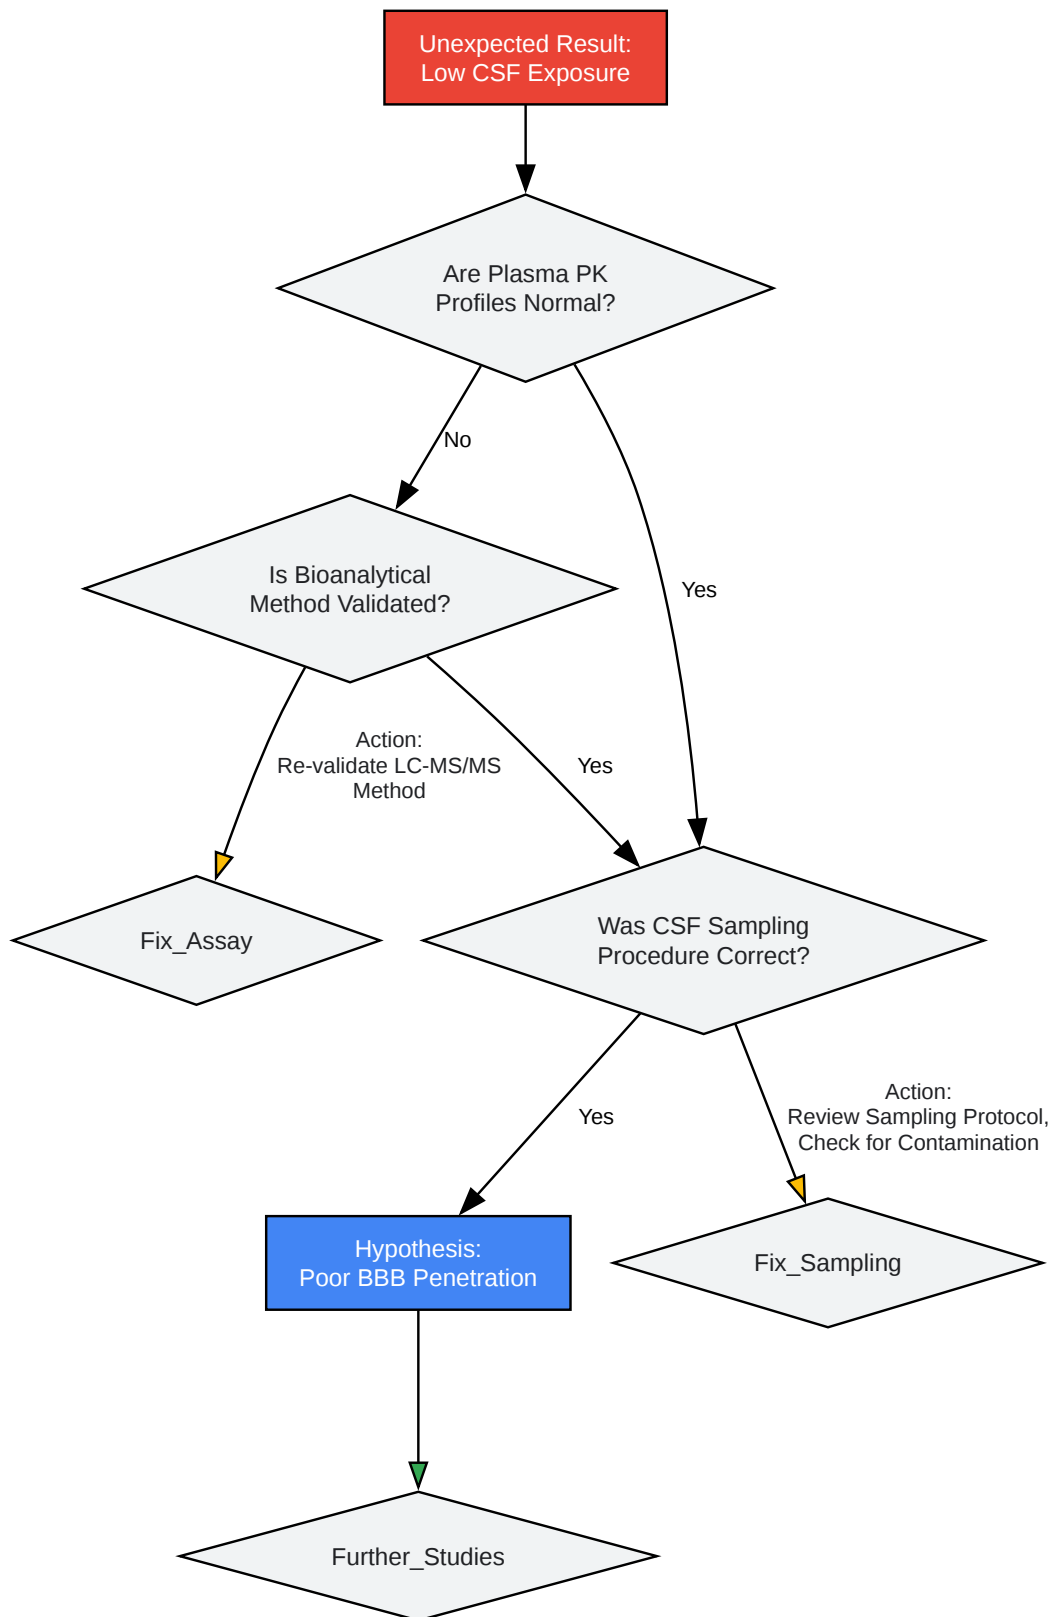 Unexpected Result:
Low CSF Exposure
Are Plasma PK
Profiles Normal?
No
Yes
Is Bioanalytical
Method Validated?
Action:
Re-validate LC-MS/MS
Method
Yes
Fix_Assay
Was CSF Sampling
Procedure Correct?
Yes
Action:
Review Sampling Protocol,
Check for Contamination
Hypothesis:
Poor BBB Penetration
Fix_Sampling
Further_Studies